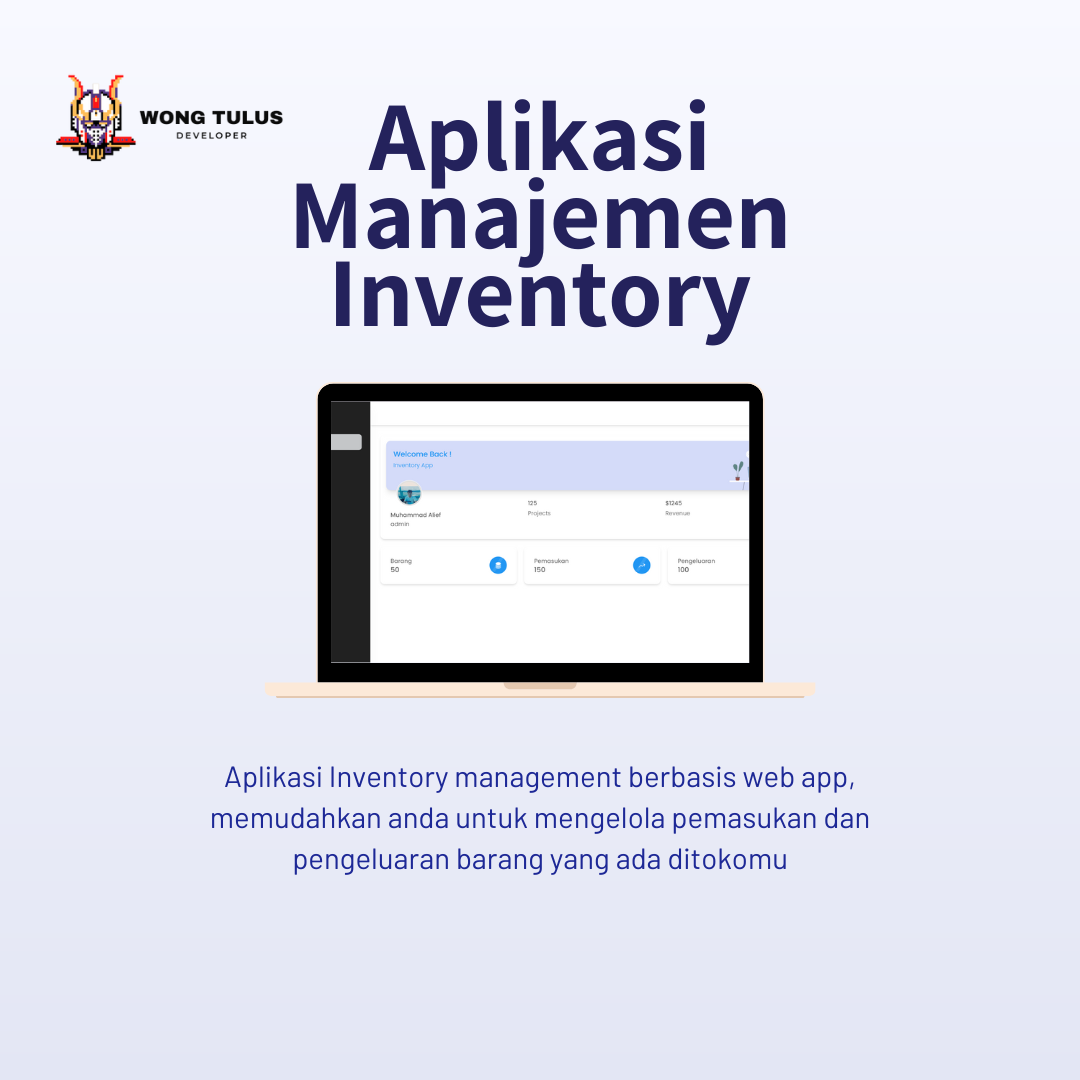 WONG TULUS
DEVELOPER
Aplikasi
Manajemen
Inventory
Welcome Back !
Inventory App
Muhammad Alief
admin
125
Projects
$1245
Revenue
Barang
50
Pemasukan
150
Pengeluaran
100
Aplikasi Inventory management berbasis web app,
memudahkan anda untuk mengelola pemasukan dan
pengeluaran barang yang ada ditokomu